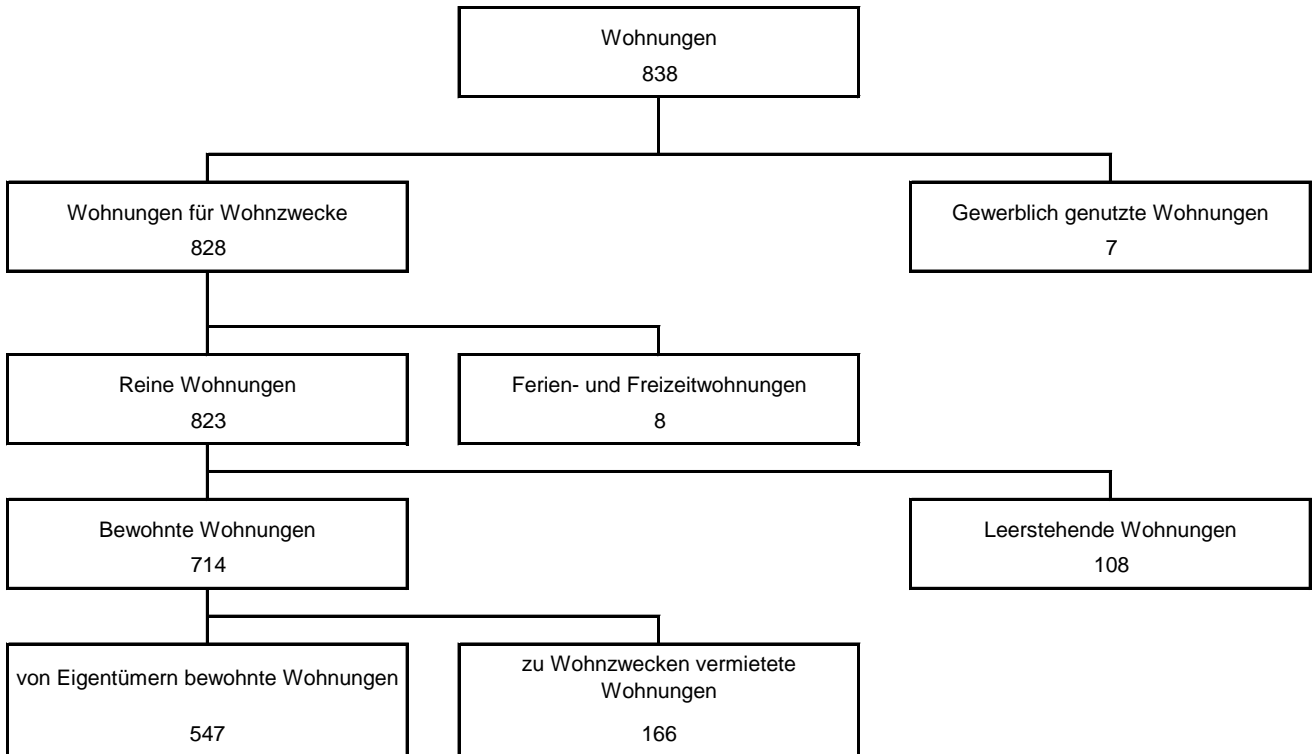 Wohnungen
838
Wohnungen für Wohnzwecke
828
Gewerblich genutzte Wohnungen
7
Reine Wohnungen
823
Ferien- und Freizeitwohnungen
8
Bewohnte Wohnungen
714
Leerstehende Wohnungen
108
von Eigentümern bewohnte Wohnungen
547
zu Wohnzwecken vermietete
Wohnungen
166